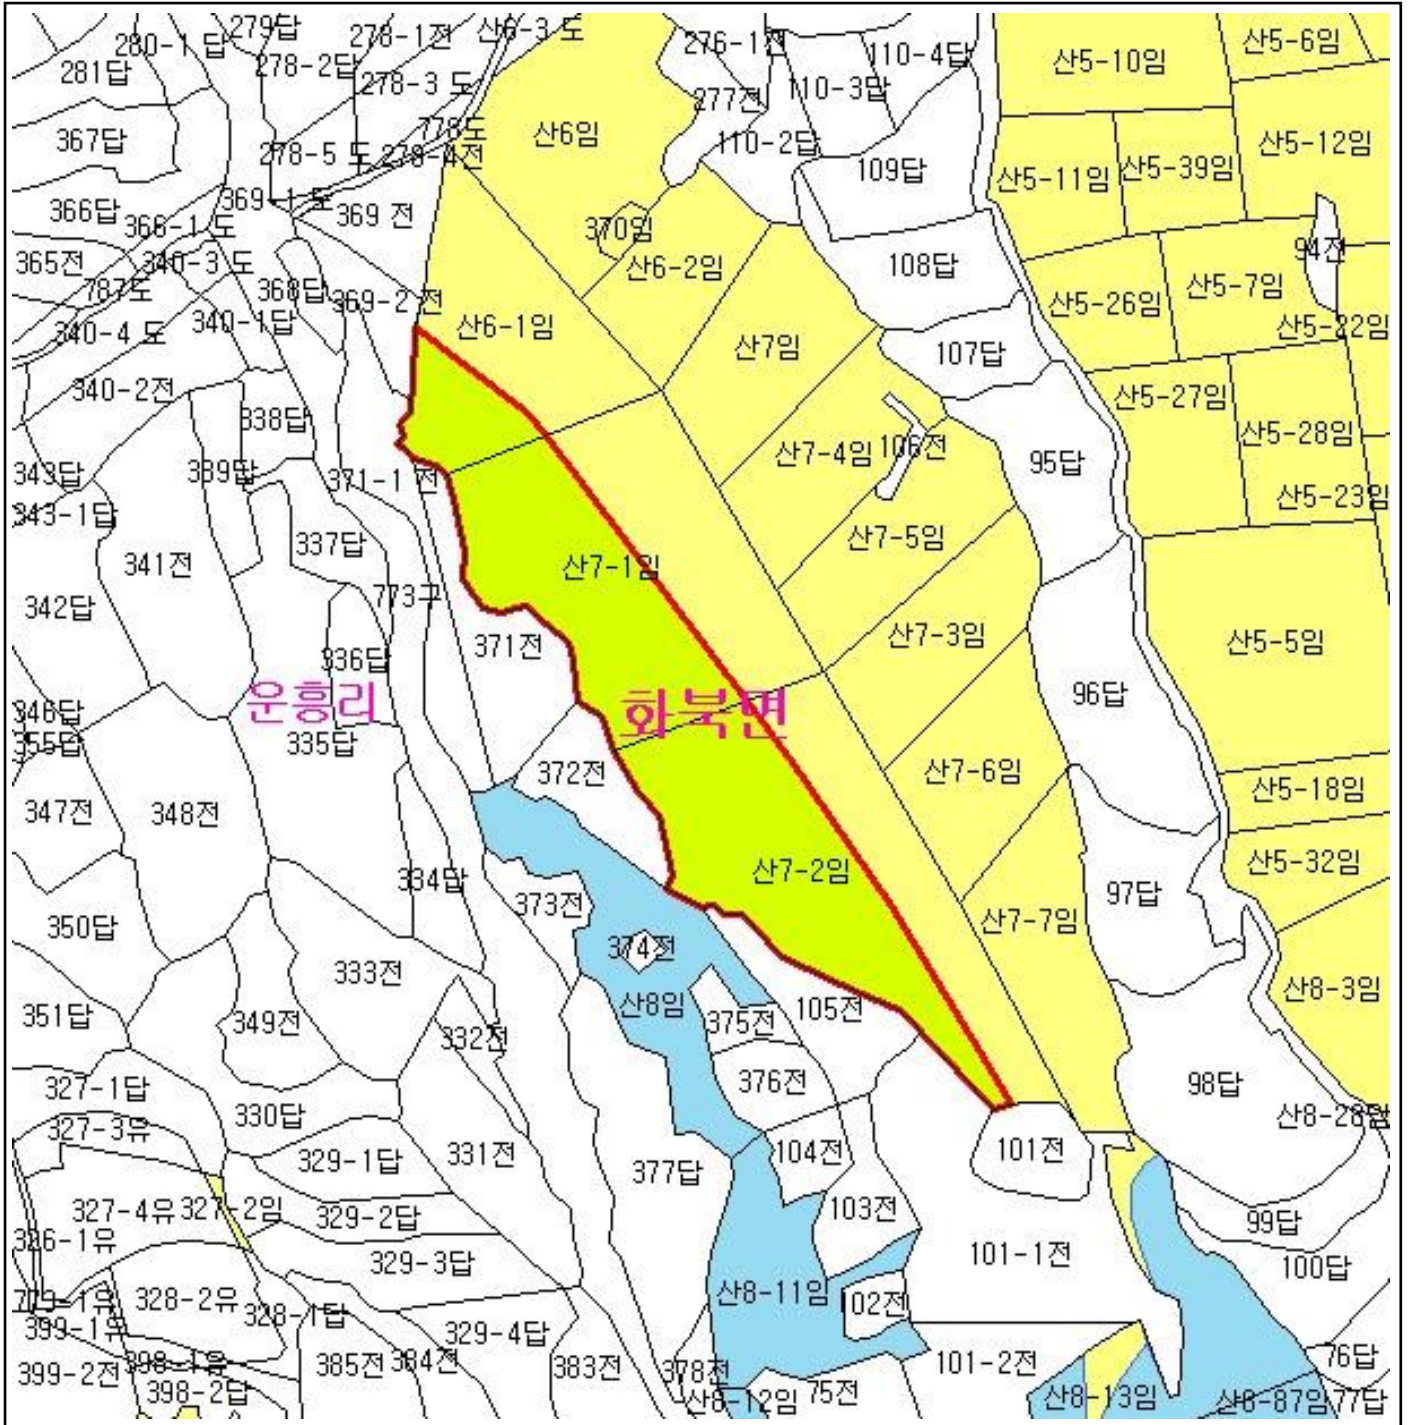 279답
278-1전
산6-3 도
280-1 답
276-1전
110-4답
산5-10임
산5-6임
281답
278-2답
278-3 도
277전
110-3답
367답
778도
산6임
110-2답
산5-12임
278-5 도
278-4전
109답
산5-11임
산5-39임
369-1 도
366답
366-1 도
369 전
370임
365전
340-3 도
산6-2임
108답
94전
787도
368답
369-2 전
산5-26임
산5-7임
340-4 도
340-1답
산6-1임
산7임
107답
산5-22임
340-2전
338답
산5-27임
343답
339답
371-1 전
산7-4임
106전
95답
산5-28임
산5-23임
343-1답
337답
산7-5임
341전
산7-1임
342답
773구
산7-3임
371전
산5-5임
336답
운흥리
화북면
96답
346답
355답
335답
372전
산7-6임
산5-18임
347전
348전
산5-32임
334답
산7-2임
97답
373전
산7-7임
350답
374전
333전
산8-3임
351답
349전
산8임
375전
105전
332전
376전
327-1답
98답
330답
산8-28임
327-3유
329-1답
331전
377답
104전
101전
327-4유
327-2임
329-2답
103전
99답
326-1유
329-3답
101-1전
100답
328-2유
328-1답
산8-11임
102전
399-1유
329-4답
399-2전
398-1유
385전
384전
383전
378전
101-2전
76답
398-2답
산8-12임
75전
산8-13임
산8-87임
77답